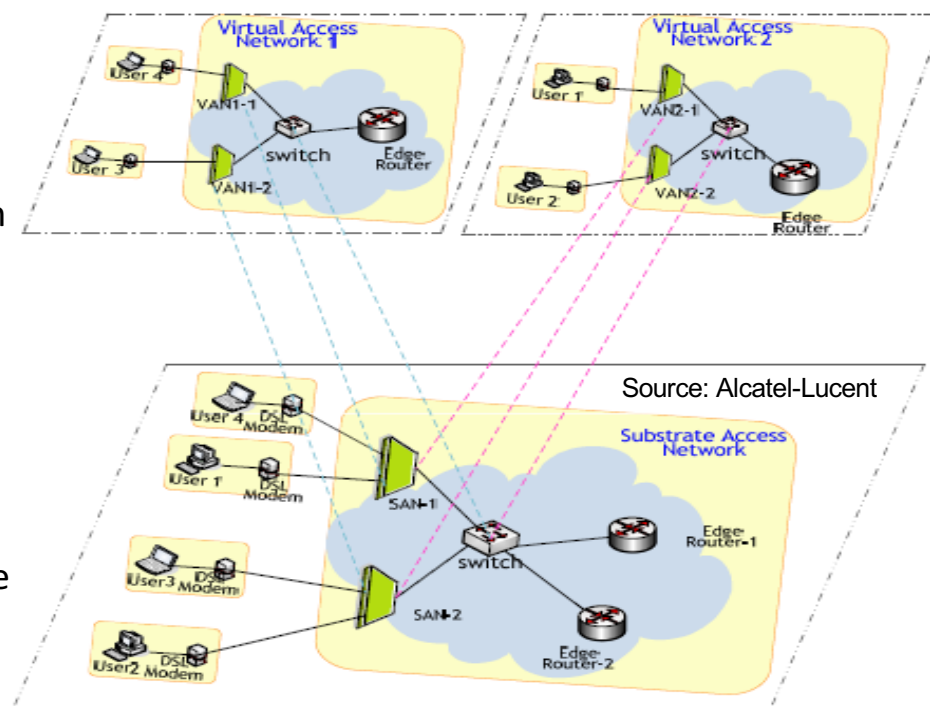 Virtual Access
Network 1
User 4
VAN1-1
switch
Edge
Router
User 3
VAN1-2
Virtual Access
Network 2
User 1
VAN2-1
switch
User 2
VAN2-2
Edge
Router
n
Source: Alcatel-Lucent
Substrate Access
Network
User 4
DSL
Modem
User 1
DSL
Modem
SAN-1
switch
Edge
Router-1
e
User3
DSL
Modem
SAN-2
Edge
Router-2
User2
DSL
Modem